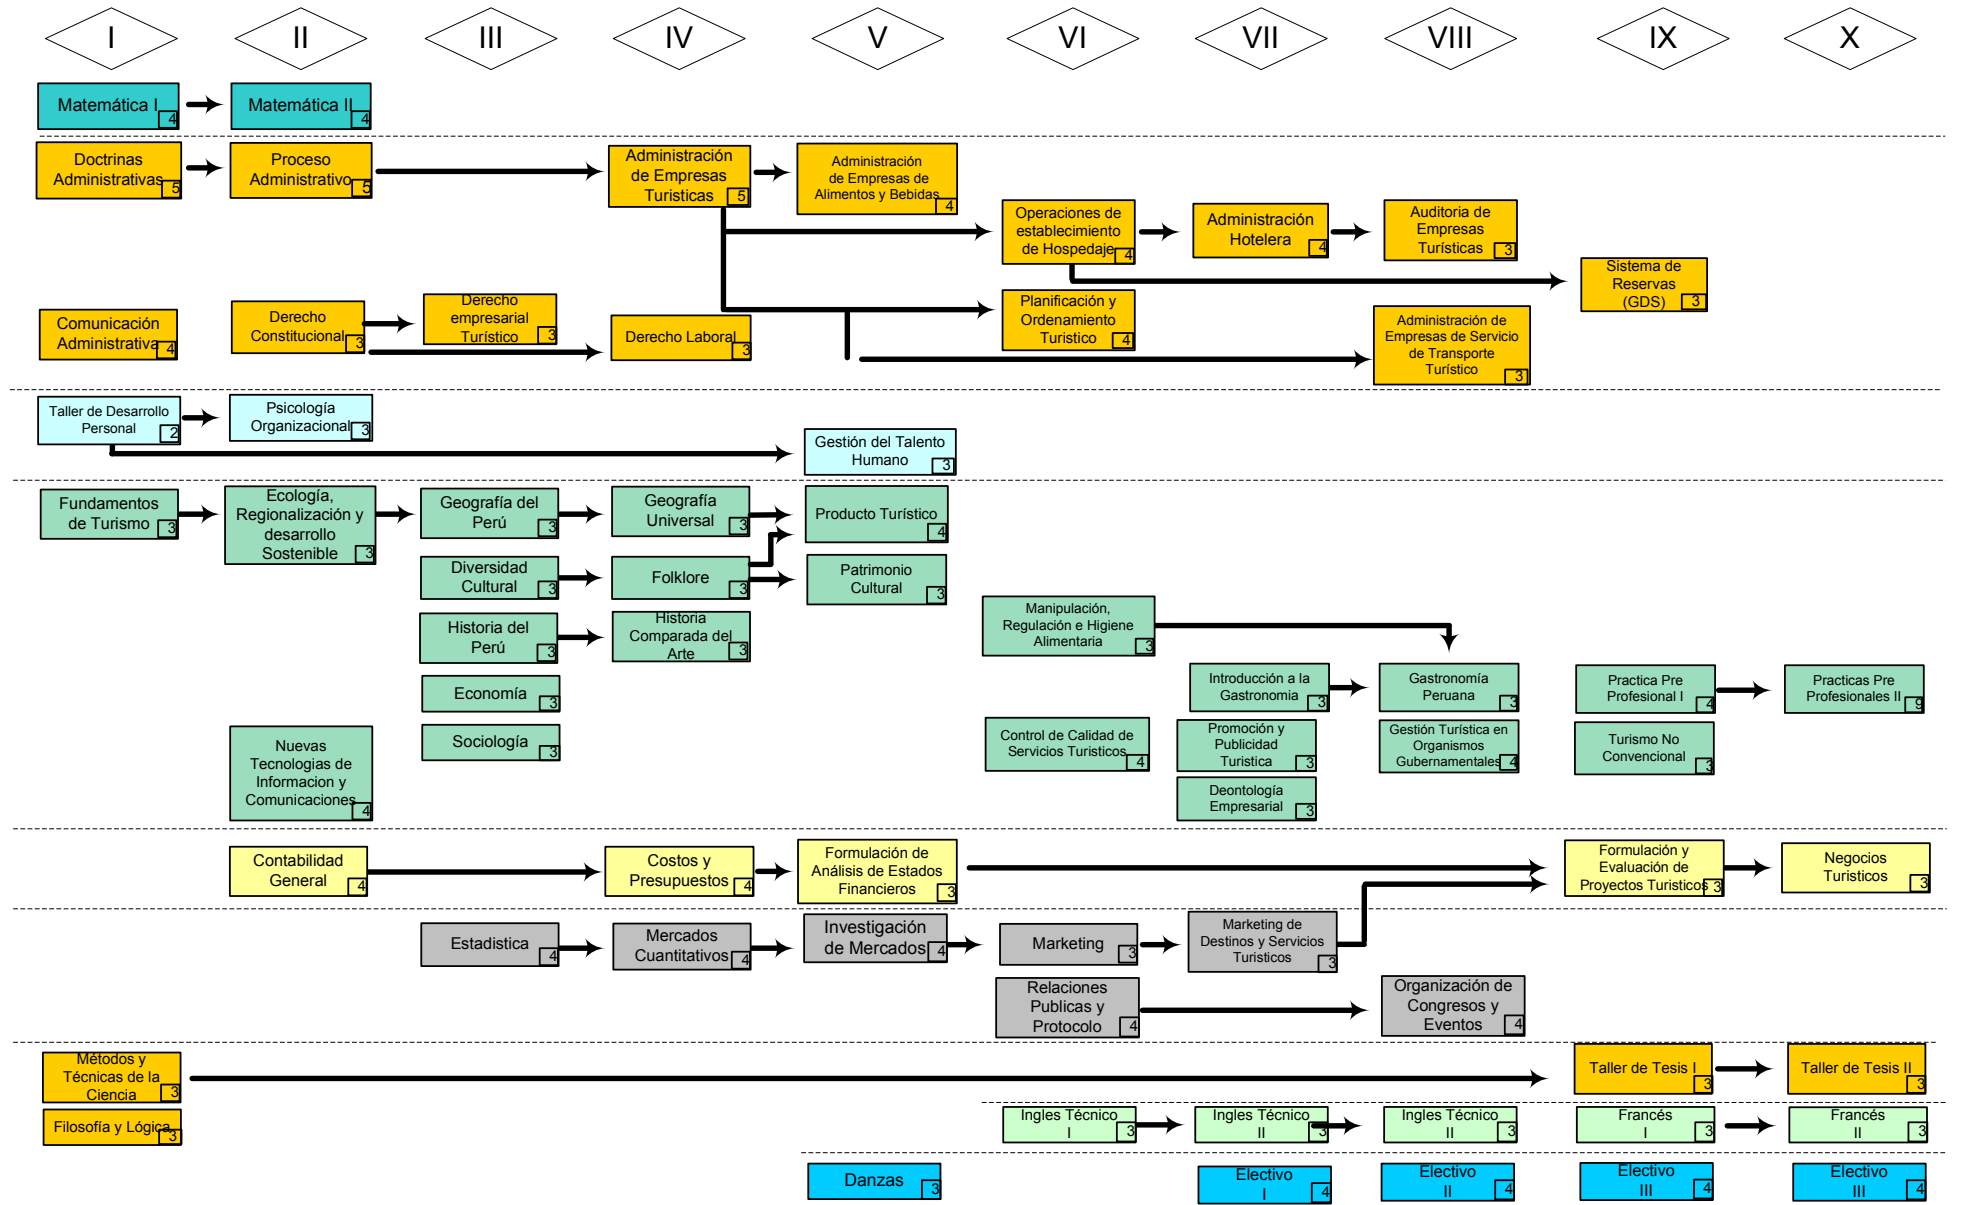 I II III IV V VI VII VIII IX X
Matemática I
4
Matemática II
4
Doctrinas
Administrativas
5
Proceso
Administrativo
5
Administración
de Empresas
Turisticas
5
Administración
de Empresas de
Alimentos y Bebidas
4
Operaciones de
establecimiento
de Hospedaje
4
Administración
Hotelera
4
Auditoria de
Empresas
Turísticas
3
Sistema de
Reservas
(GDS)
3
Comunicación
Administrativa
4
Derecho
Constitucional
3
Derecho
empresarial
Turístico
3
Derecho Laboral
3
Planificación y
Ordenamiento
Turistico
4
Administración de
Empresas de Servicio
de Transporte
Turístico
3
Taller de Desarrollo
Personal
2
Psicología
Organizacional
3
Gestión del Talento
Humano
3
Fundamentos
de Turismo
3
Ecología,
Regionalización y
desarrollo
Sostenible
3
Geografía del
Perú
3
Geografía
Universal
3
Producto Turístico
4
Diversidad
Cultural
3
Folklore
3
Patrimonio
Cultural
3
Historia del
Perú
3
Historia
Comparada del
Arte
3
Manipulación,
Regulación e Higiene
Alimentaria
3
Economía
3
Introducción a la
Gastronomia
3
Gastronomía
Peruana
3
Practica Pre
Profesional I
4
Practicas Pre
Profesionales II
9
Nuevas
Tecnologias de
Informacion y
Comunicaciones
4
Sociología
3
Control de Calidad de
Servicios Turisticos
4
Promoción y
Publicidad
Turistica
3
Gestión Turística en
Organismos
Gubernamentales
4
Turismo No
Convencional
3
Deontología
Empresarial
3
Contabilidad
General
4
Costos y
Presupuestos
4
Formulación de
Análisis de Estados
Financieros
3
Formulación y
Evaluación de
Proyectos Turisticos
3
Negocios
Turisticos
3
Estadistica
4
Mercados
Cuantitativos
4
Investigación
de Mercados
4
Marketing
3
Marketing de
Destinos y Servicios
Turisticos
3
Relaciones
Publicas y
Protocolo
4
Organización de
Congresos y
Eventos
4
Métodos y
Técnicas de la
Ciencia
3
Taller de Tesis I
3
Taller de Tesis II
3
Filosofía y Lógica
3
Ingles Técnico
I
3
Ingles Técnico
II
3
Ingles Técnico
II
3
Francés
I
3
Francés
II
3
Danzas
3
Electivo
I
4
Electivo
II
4
Electivo
III
4
Electivo
III
4